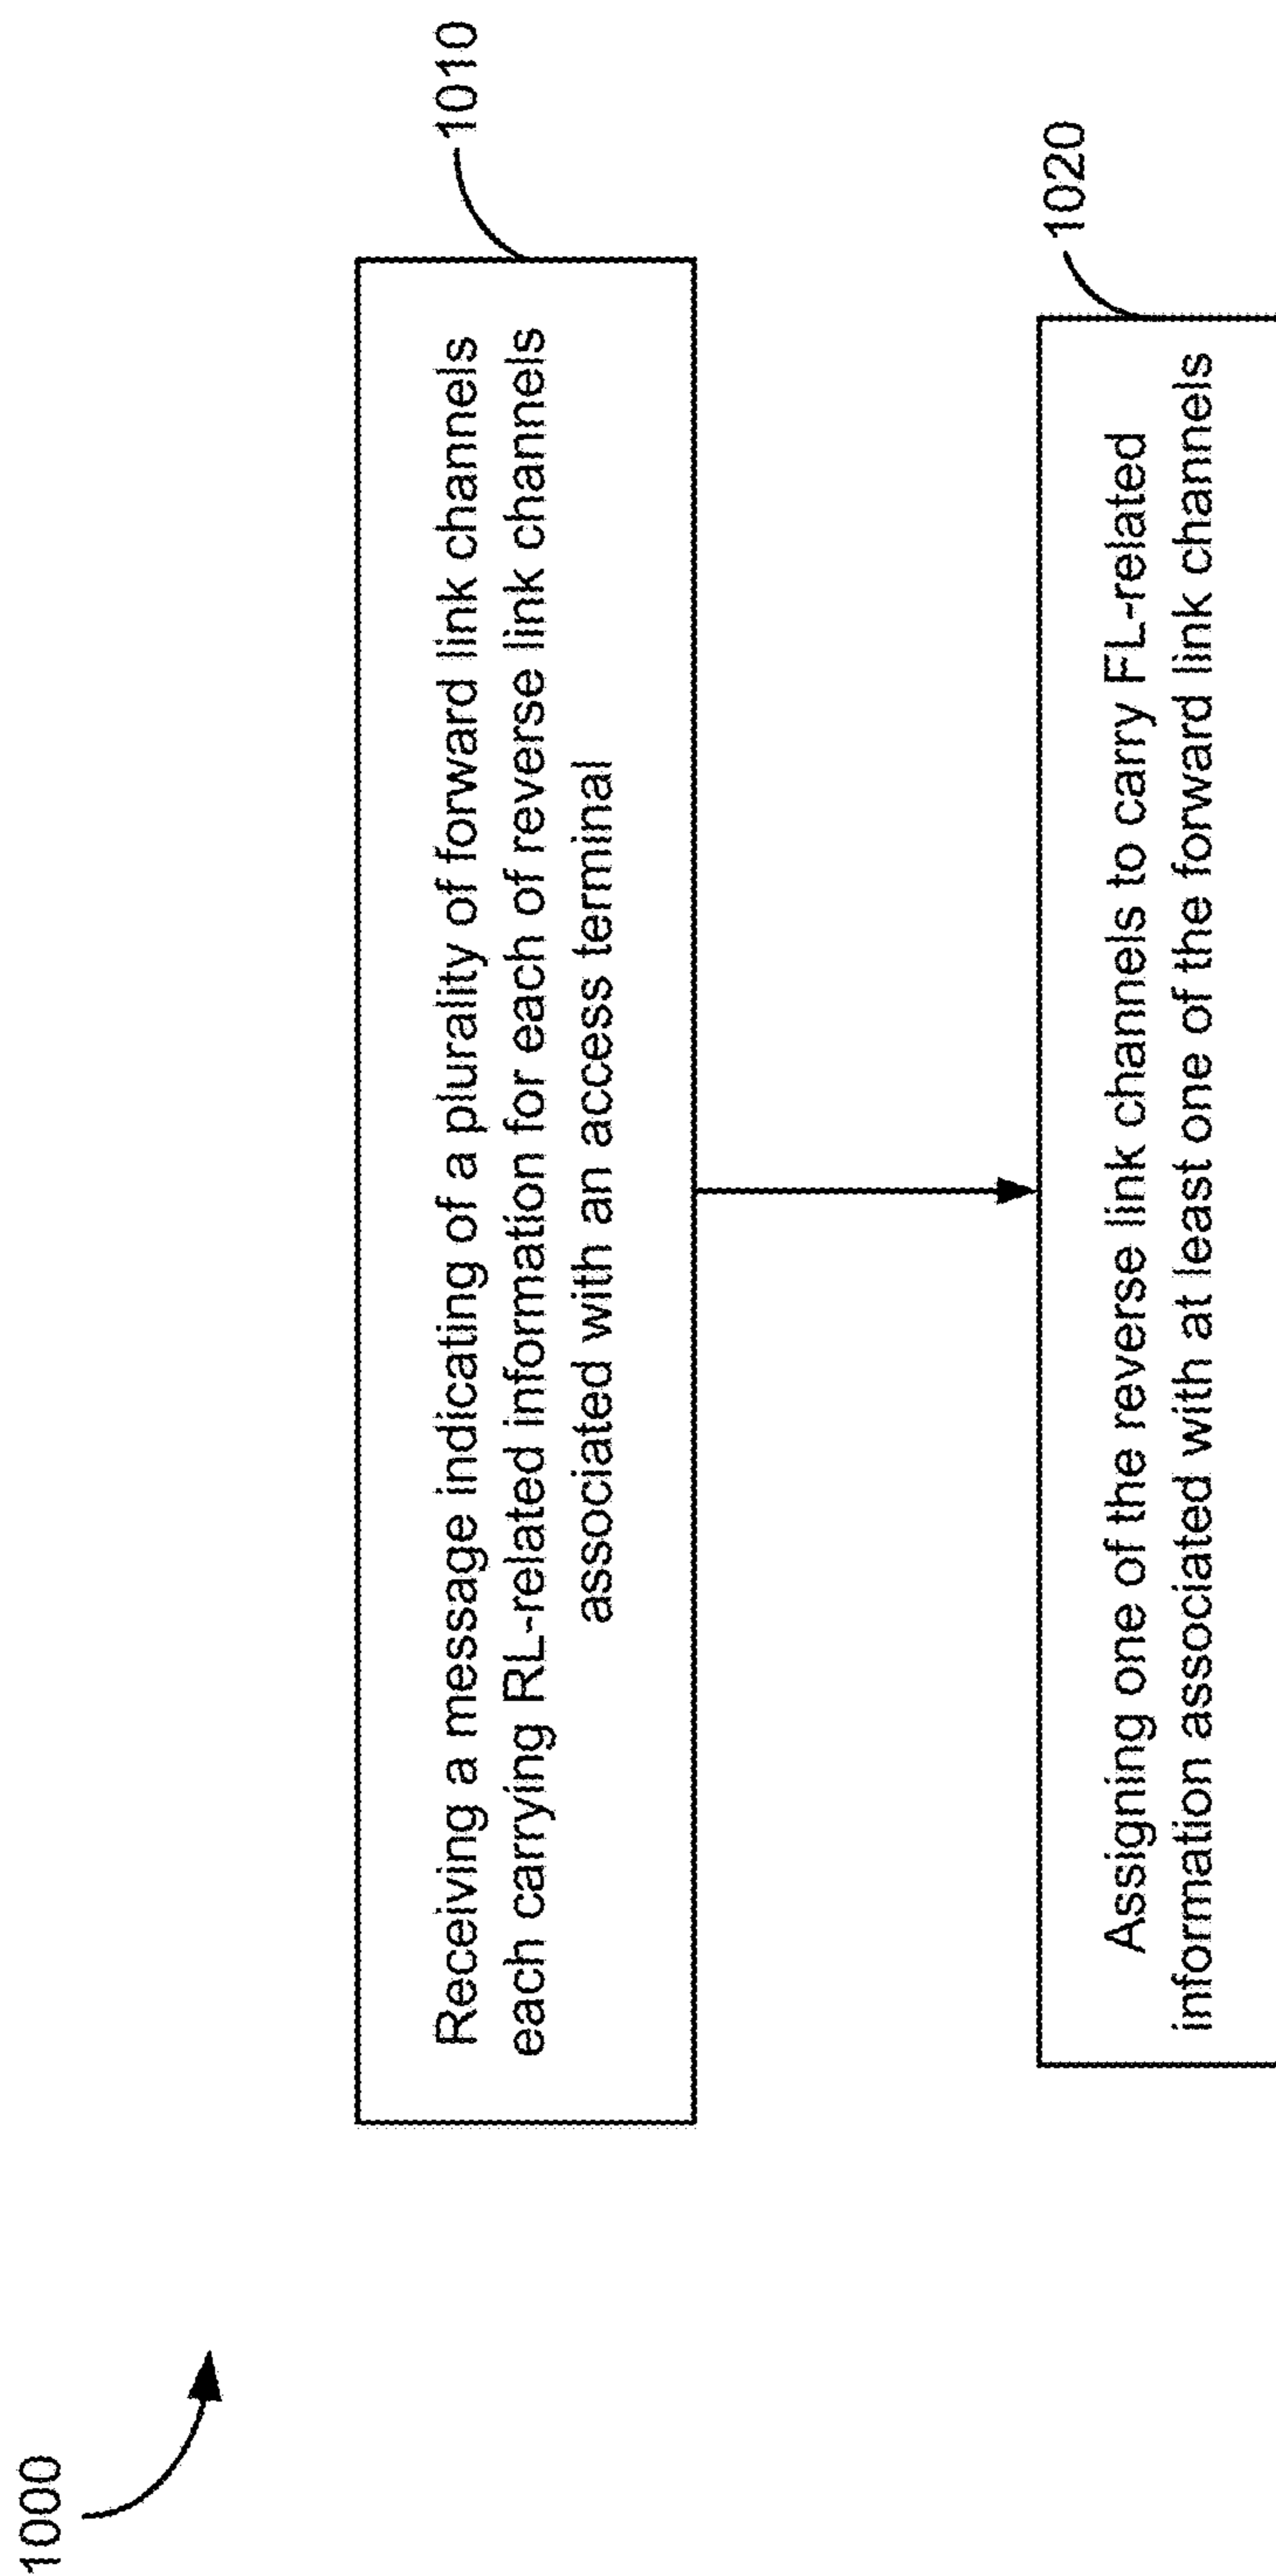 1000
1010
Receiving a message indicating of a plurality of forward link channels
each carrying RL-related information for each of reverse link channels
associated with an access terminal
1020
Assigning one of the reverse link channels to carry FL-related
information associated with at least one of the forward link channels